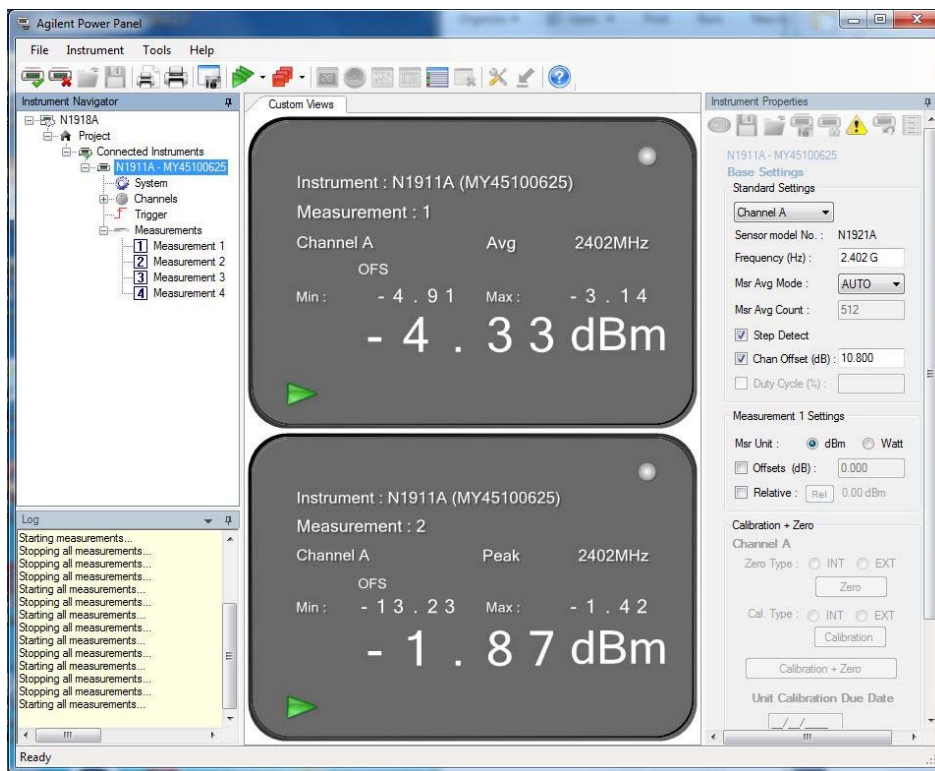 Agilent Power Panel
File Instrument Tools Help
Instrument Navigator
N1918A
Project
Connected Instruments
N1911A - MY45100625
System
Channels
Trigger
Measurements
1 Measurement 1
2 Measurement 2
3 Measurement 3
4 Measurement 4
Log
Starting measurements...
Stopping all measurements...
Stopping all measurements...
Stopping all measurements...
Starting all measurements...
Stopping all measurements...
Starting all measurements...
Stopping all measurements...
Starting all measurements...
Stopping all measurements...
Starting all measurements...
Stopping all measurements...
Stopping all measurements...
Starting all measurements...
Custom Views
Instrument : N1911A (MY45100625)
Measurement : 1
Channel A Avg 2402MHz
OFS
Min : - 4 . 9 1 Max : - 3 . 1 4
- 4 . 3 3 dBm
Instrument : N1911A (MY45100625)
Measurement : 2
Channel A Peak 2402MHz
OFS
Min : - 1 3 . 2 3 Max : - 1 . 4 2
- 1 . 8 7 dBm
Instrument Properties
N1911A - MY45100625
Base Settings
Standard Settings
Channel A
Sensor model No. : N1921A
Frequency (Hz) : 2.402 G
Msr Avg Mode : AUTO
Msr Avg Count : 512
Step Detect
Chan Offset (dB) : 10.800
Duty Cycle (%) :
Measurement 1 Settings
Msr Unit : dBm Watt
Offsets (dB) : 0.000
Relative : Rel 0.00 dBm
Calibration + Zero
Channel A
Zero Type : INT EXT
Zero
Cal. Type : INT EXT
Calibration
Calibration + Zero
Unit Calibration Due Date
__/__/____
Ready